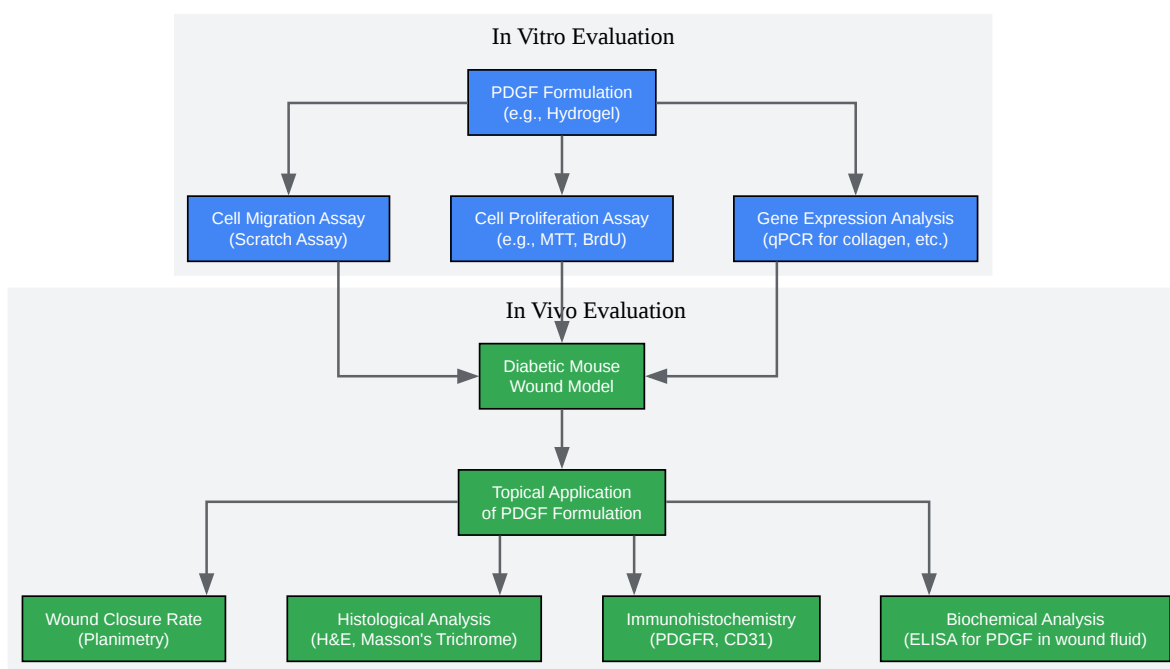 In Vitro Evaluation
PDGF Formulation
(e.g., Hydrogel)
Cell Migration Assay
(Scratch Assay)
Cell Proliferation Assay
(e.g., MTT, BrdU)
Gene Expression Analysis
(qPCR for collagen, etc.)
In Vivo Evaluation
Diabetic Mouse
Wound Model
Topical Application
of PDGF Formulation
Wound Closure Rate
(Planimetry)
Histological Analysis
(H&E, Masson's Trichrome)
Immunohistochemistry
(PDGFR, CD31)
Biochemical Analysis
(ELISA for PDGF in wound fluid)